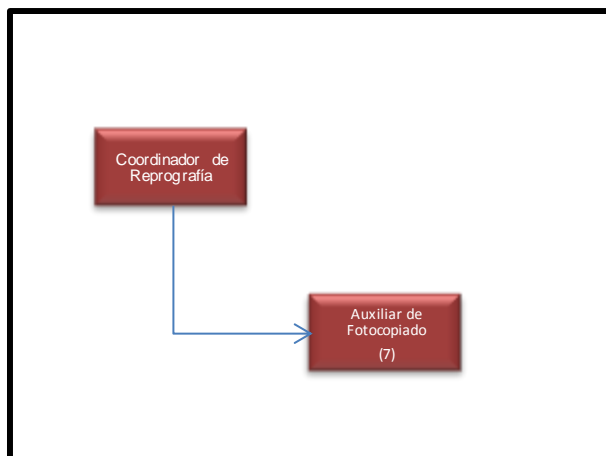 Coordinador de
Reprografía
Auxiliar de
Fotocopiado
(7)